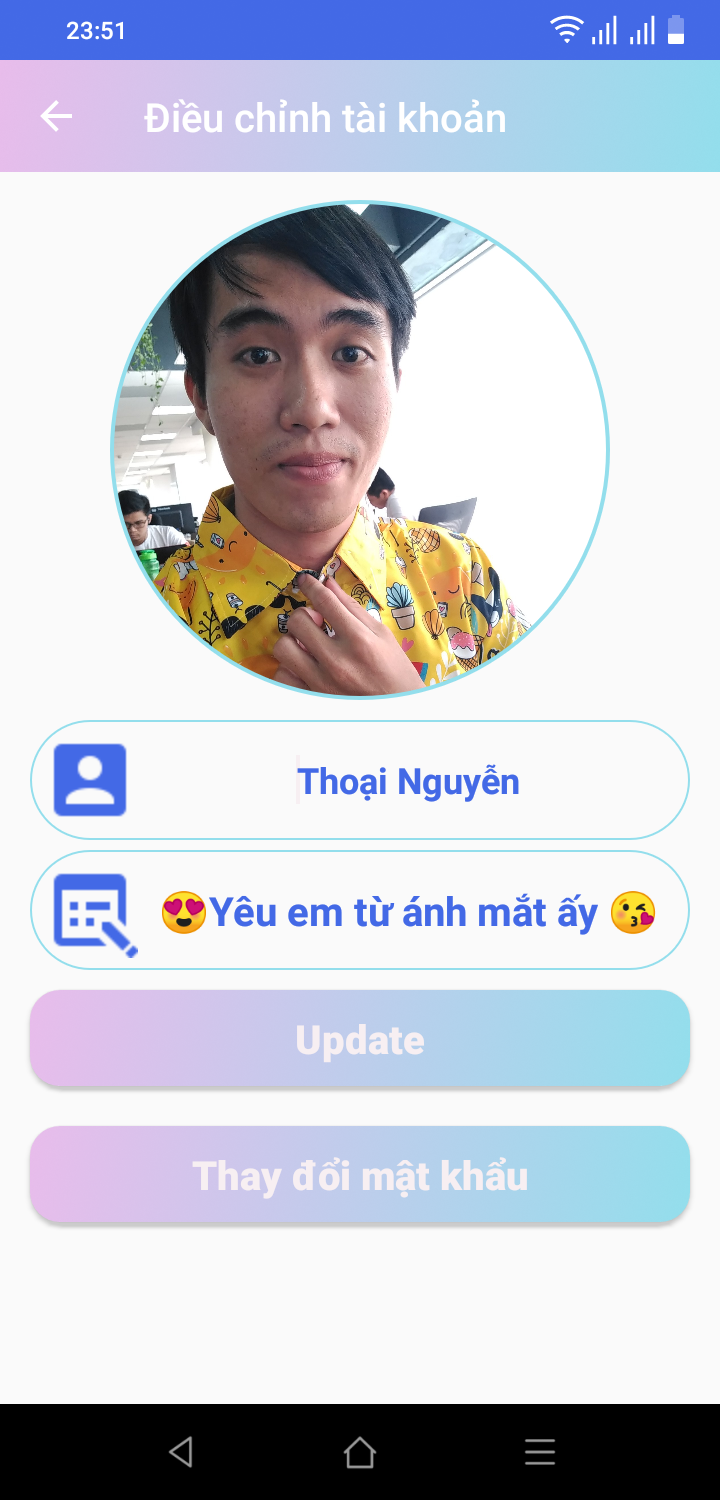 23:51
Điều chỉnh tài khoản
Thoại Nguyễn
😍Yêu em từ ánh mắt ấy 😘
Update
Thay đổi mật khẩu